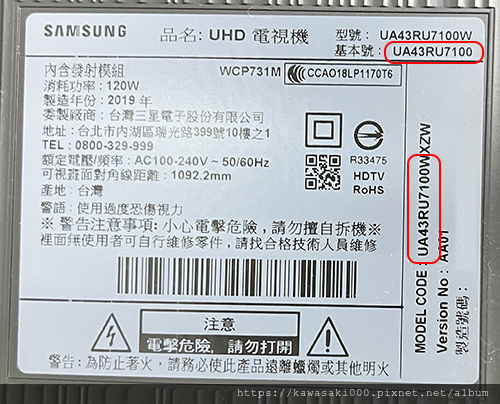 SAMSUNG
品名: UHD 電視機
型號: UA43RU7100W
基本號: UA43RU7100
內含發射模組
WCP731M
CCAO18LP1170T6
消耗功率: 120W
製造年份: 2019 年
委製廠商: 台灣三星電子股份有限公司
地址: 台北市內湖區瑞光路399號10樓之1
TEL : 0800-329-999
額定電壓/頻率: AC100-240V ~ 50/60Hz
可視畫面對角線距離: 1092.2mm
產地: 台灣
R33475
HDTV
RoHS
警語: 使用過度恐傷視力
※ 警告注意事項: 小心電擊危險, 請勿擅自拆機※
裡面無使用者可自行維修零件, 請找合格技術人員維修
注意
電擊危險, 請勿打開
警告: 為防止著火, 請務必使此產品遠離蠟燭或其他火
MODEL CODE : UA43RU7100WXZW
Version No : AA01
製造號碼 :
https://kawasaki000.pixnet.net/album